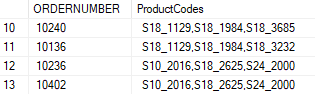 ORDERNUMBER ProductCodes
10 10240 S18_1129,S18_1984,S18_3685
11 10136 S18_1129,S18_1984,S18_3232
12 10236 S10_2016,S18_2625,S24_2000
13 10402 S10_2016,S18_2625,S24_2000